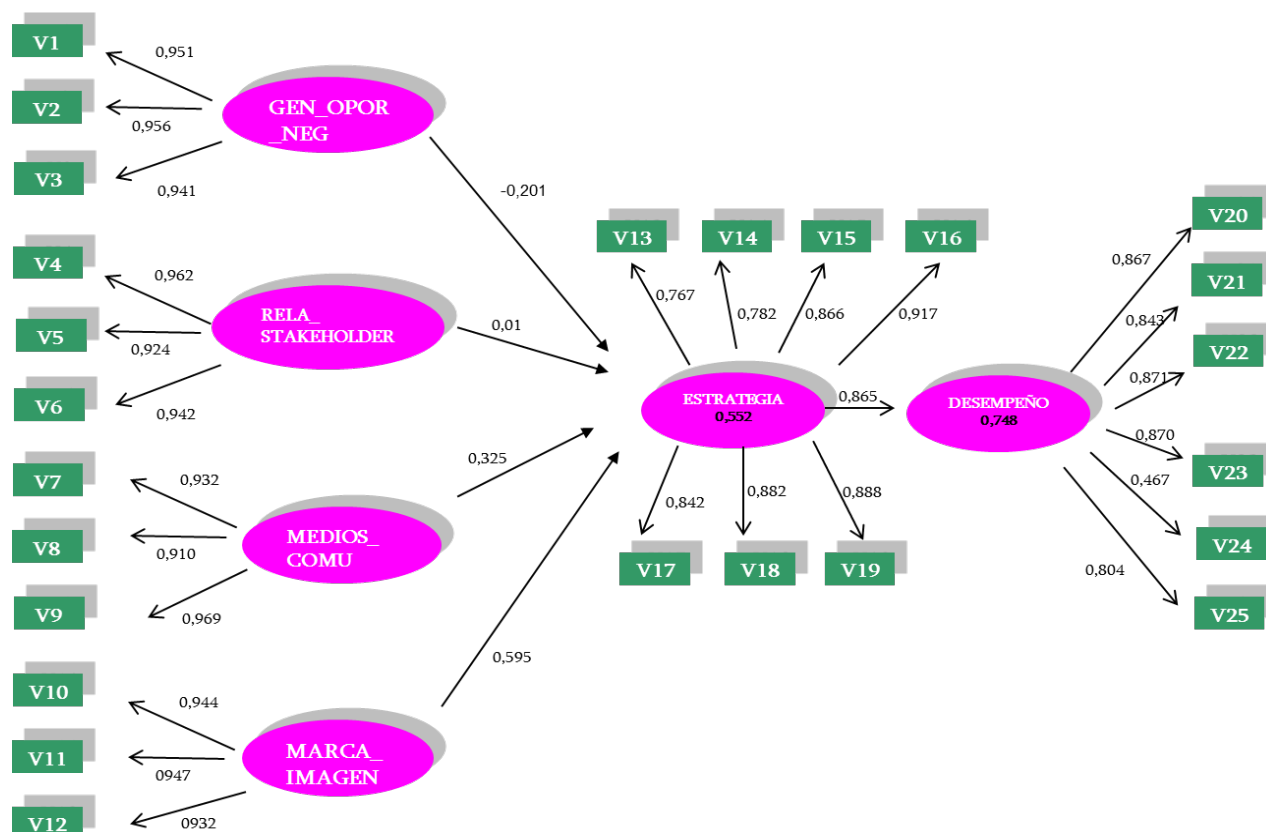 V1
0,951
V2
0,956
V3
0,941
GEN_OPOR
_NEG
-0,201
V4
0,962
V5
0,924
V6
0,942
RELA_
STAKEHOLDER
0,01
V7
0,932
V8
0,910
V9
0,969
MEDIOS_
COMU
0,325
V10
0,944
V11
0947
V12
0932
MARCA_
IMAGEN
0,595
V13
V14
V15
V16
0,767
0,782
0,866
0,917
ESTRATEGIA
0,552
0,865
0,842
0,882
0,888
V17
V18
V19
DESEMPEÑO
0,748
V20
0,867
V21
0,843
V22
0,871
V23
0,870
V24
0,467
V25
0,804